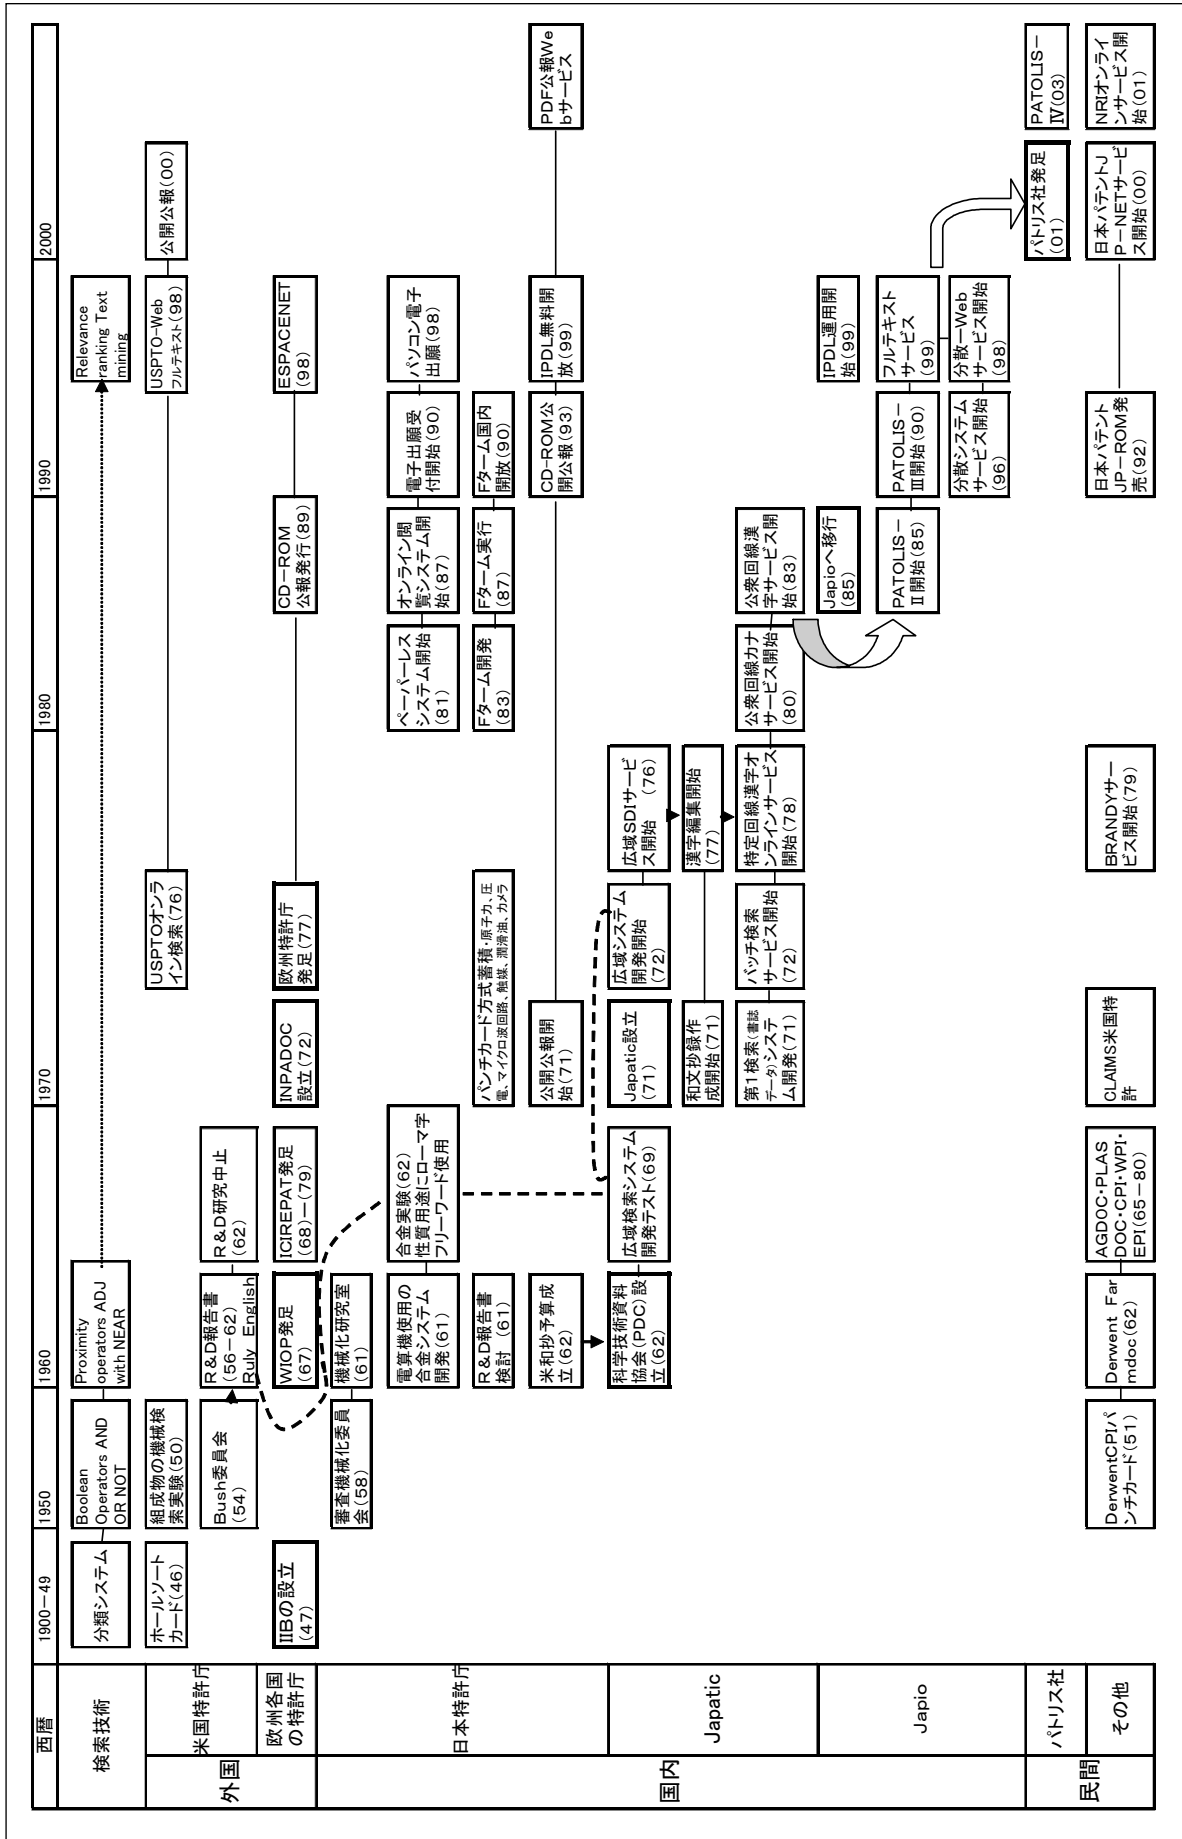 西暦
1900－49
1950
1960
1970
1980
1990
2000
検索技術
分類システム
Boolean
Operators AND
OR NOT
Proximity
operators ADJ
with NEAR
Relevance
ranking Text
mining
外国
米国特許庁
ホールソート
カード(46)
組成物の機械検
索実験(50)
USPTOオンラ
イン検索(76)
USPTO-Web
フルテキスト(98)
公開公報(00)
Bush委員会
(54)
R&D報告書
(56－62)
Ruly English
R&D研究中止
(62)
欧州各国
の特許庁
IIBの設立
(47)
WIOP発足
(67)
ICIREPAT発足
(68)－(79)
INPADOC
設立(72)
欧州特許庁
発足(77)
CD－ROM
公報発行(89)
ESPACENET
(98)
国内
日本特許庁
審査機械化委員
会(58)
機械化研究室
(61)
電算機使用の
合金システム
開発(61)
合金実験(62)
性質用途にローマ字
フリーワード使用
ペーパーレス
システム開始
(81)
オンライン閲
覧システム開
始(87)
電子出願受
付開始(90)
パソコン電子
出願(98)
R&D報告書
検討 (61)
パンチカード方式蓄積・原子力、圧
電、マイクロ波回路、触媒、潤滑油、カメラ
Fターム開発
(83)
Fターム実行
(87)
Fターム国内
開放(90)
米和抄予算成
立(62)
公開公報開
始(71)
CD-ROM公
開公報(93)
IPDL無料開
放(99)
PDF公報We
bサービス
Japatic
科学技術資料
協会(PDC)設
立(62)
広域検索システム
開発テスト(69)
Japatic設立
(71)
広域システム
開発開始
(72)
広域SDIサービ
ス開始 (76)
和文抄録作
成開始(71)
漢字編集開始
(77)
第1検索(書誌
データ)システ
ム開発(71)
バッチ検索
サービス開始
(72)
特定回線漢字オ
ンラインサービス
開始(78)
公衆回線カナ
サービス開始
(80)
公衆回線漢
字サービス開
始(83)
Japio
Japioへ移行
(85)
IPDL運用開
始(99)
PATOLIS－
Ⅱ開始(85)
PATOLIS－
Ⅲ開始(90)
フルテキスト
サービス
(99)
分散システム
サービス開始
(96)
分散－Web
サービス開始
(98)
民間
パトリス社
パトリス社発足
(01)
PATOLIS－
Ⅳ(03)
その他
DerwentCPIパ
ンチカード(51)
Derwent Far
mdoc(62)
AGDOC・PLAS
DOC・CPI・WPI・
EPI(65－80)
CLAIMS米国特
許
BRANDYサー
ビス開始(79)
日本パテント
JP－ROM発
売(92)
日本パテントJ
P－NETサービ
ス開始(00)
NRIオンライ
ンサービス開
始(01)